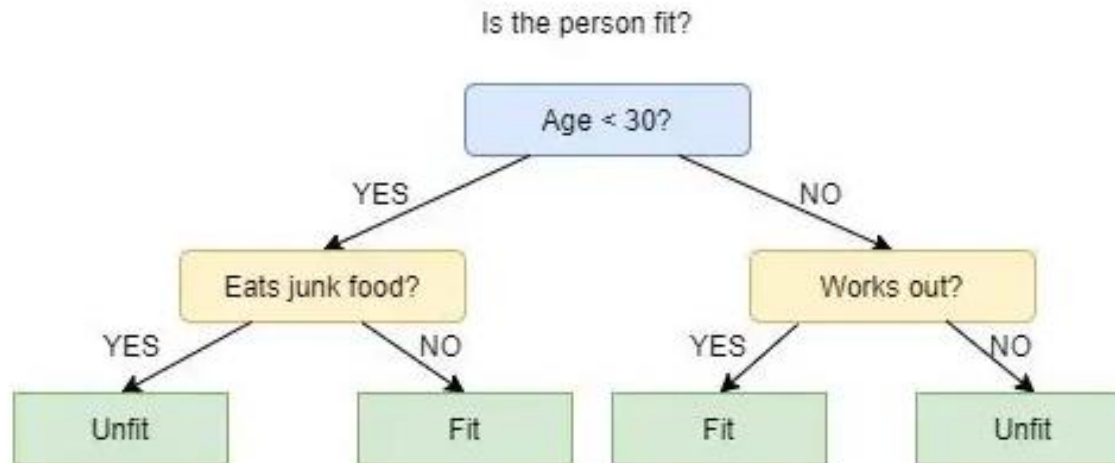 Is the person fit?
Age < 30?
YES
NO
Eats junk food?
Works out?
YES
NO
YES
NO
Unfit
Fit
Fit
Unfit